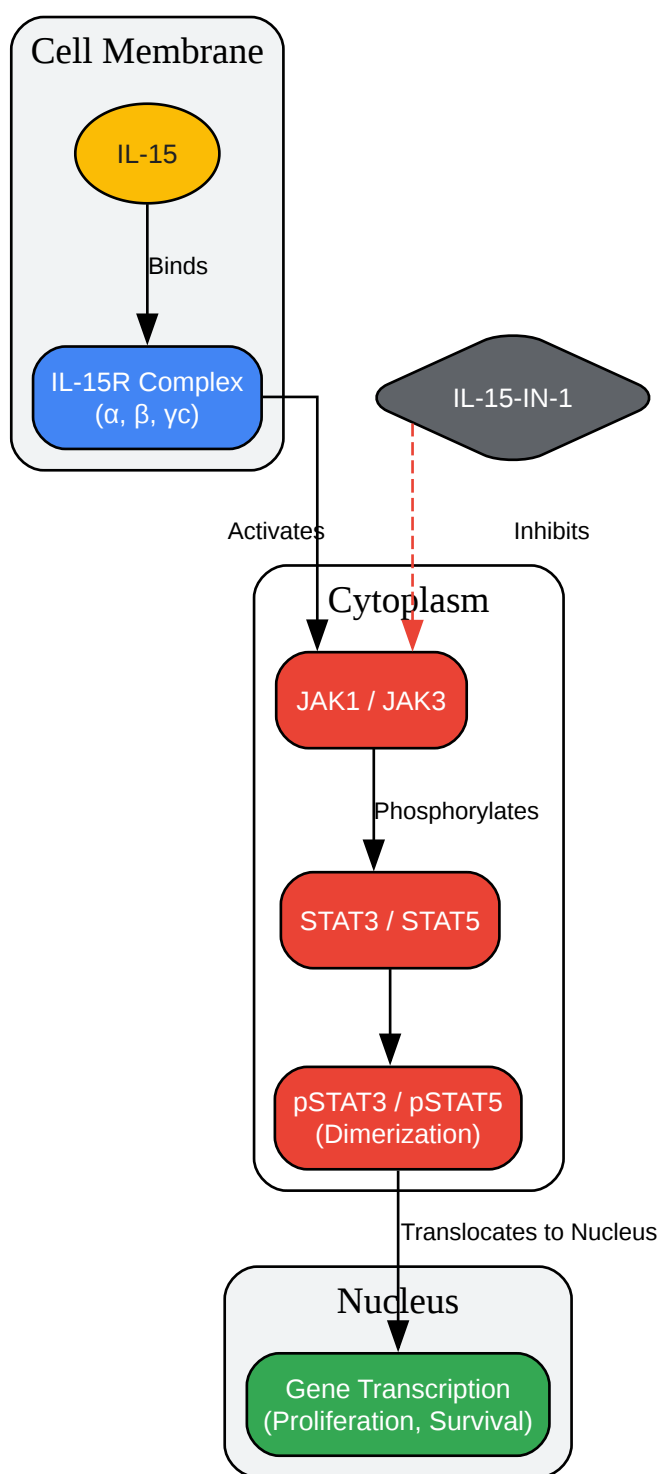 Cell Membrane
IL-15
Binds
IL-15R Complex
(α, β, γc)
IL-15-IN-1
Activates
Inhibits
Cytoplasm
JAK1 / JAK3
Phosphorylates
STAT3 / STAT5
pSTAT3 / pSTAT5
(Dimerization)
Translocates to Nucleus
Nucleus
Gene Transcription
(Proliferation, Survival)